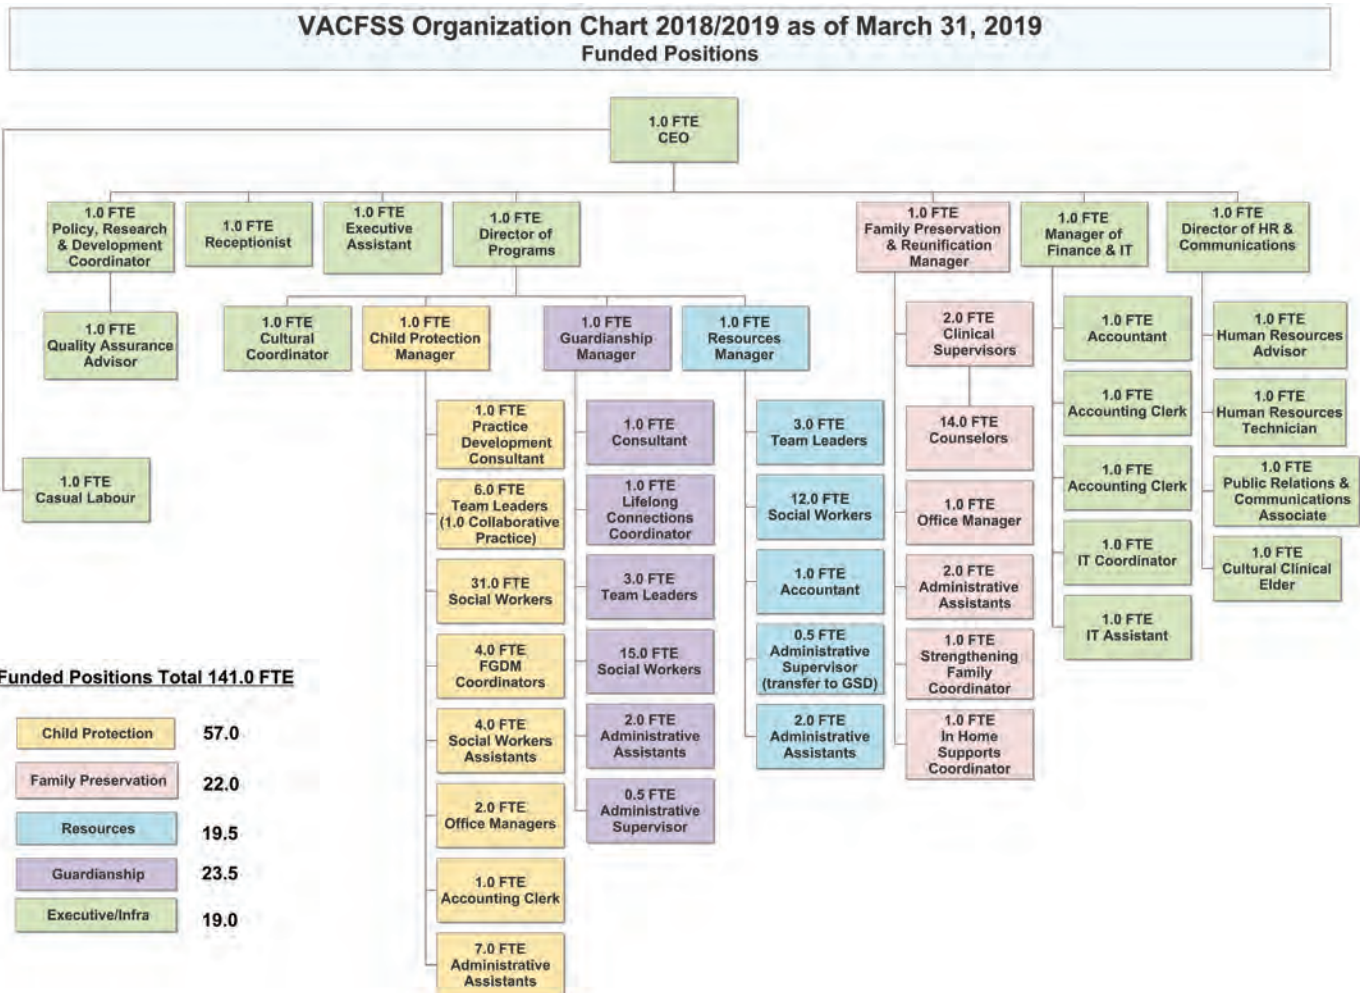 VACFSS Organization Chart 2018/2019 as of March 31, 2019
Funded Positions
1.0 FTE
CEO
1.0 FTE
Policy, Research
& Development
Coordinator
1.0 FTE
Receptionist
1.0 FTE
Executive
Assistant
1.0 FTE
Director of
Programs
1.0 FTE
Family Preservation
& Reunification
Manager
1.0 FTE
Manager of
Finance & IT
1.0 FTE
Director of HR &
Communications
1.0 FTE
Quality Assurance
Advisor
1.0 FTE
Cultural
Coordinator
1.0 FTE
Child Protection
Manager
1.0 FTE
Guardianship
Manager
1.0 FTE
Resources
Manager
1.0 FTE
Casual Labour
1.0 FTE
Practice
Development
Consultant
6.0 FTE
Team Leaders
(1.0 Collaborative
Practice)
31.0 FTE
Social Workers
4.0 FTE
FGDM
Coordinators
4.0 FTE
Social Workers
Assistants
2.0 FTE
Office Managers
1.0 FTE
Accounting Clerk
7.0 FTE
Administrative
Assistants
1.0 FTE
Consultant
1.0 FTE
Lifelong
Connections
Coordinator
3.0 FTE
Team Leaders
15.0 FTE
Social Workers
2.0 FTE
Administrative
Assistants
0.5 FTE
Administrative
Supervisor
3.0 FTE
Team Leaders
12.0 FTE
Social Workers
1.0 FTE
Accountant
0.5 FTE
Administrative
Supervisor
(transfer to GSD)
2.0 FTE
Administrative
Assistants
2.0 FTE
Clinical
Supervisors
14.0 FTE
Counselors
1.0 FTE
Office Manager
2.0 FTE
Administrative
Assistants
1.0 FTE
Strengthening
Family
Coordinator
1.0 FTE
In Home
Supports
Coordinator
1.0 FTE
Accountant
1.0 FTE
Accounting Clerk
1.0 FTE
Accounting Clerk
1.0 FTE
IT Coordinator
1.0 FTE
IT Assistant
1.0 FTE
Human Resources
Advisor
1.0 FTE
Human Resources
Technician
1.0 FTE
Public Relations &
Communications
Associate
1.0 FTE
Cultural Clinical
Elder
Funded Positions Total 141.0 FTE
Child Protection 57.0
Family Preservation 22.0
Resources 19.5
Guardianship 23.5
Executive/Infra 19.0